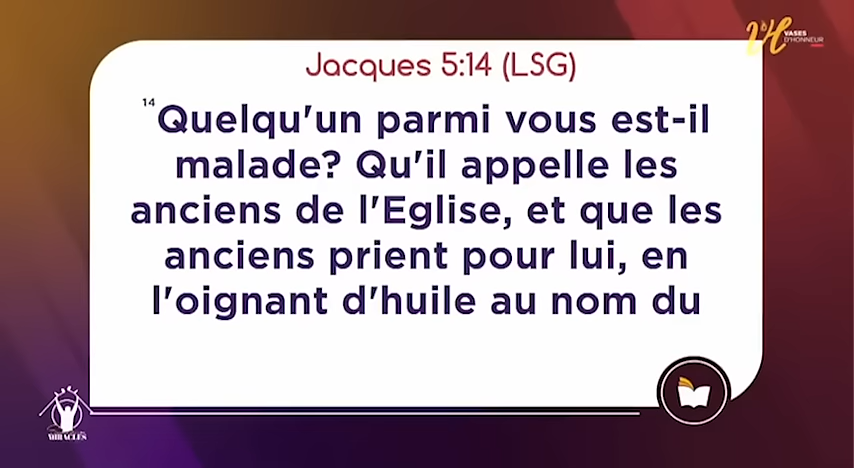 VASES
D'HONNEUR
Jacques 5:14 (LSG)
14 Quelqu'un parmi vous est-il
malade? Qu'il appelle les
anciens de l'Eglise, et que les
anciens prient pour lui, en
l'oignant d'huile au nom du
MIRACLES